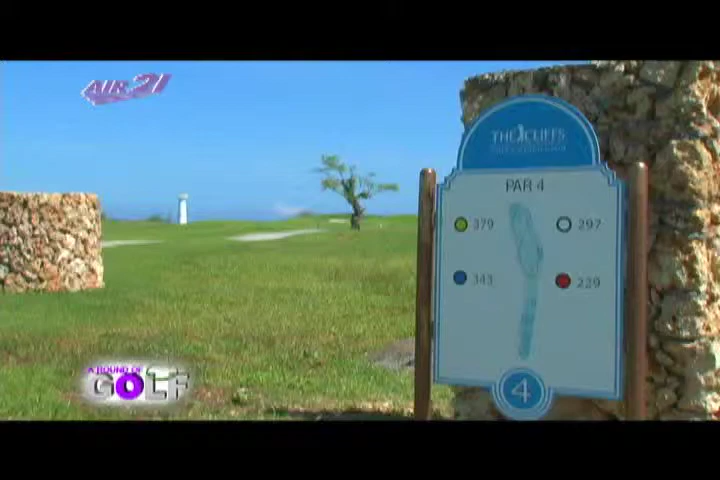 AIR 21
THE CLIFFS
PAR 4
379
297
343
229
4
A ROUND OF
GOLF